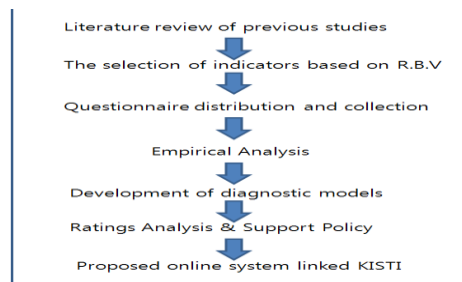 Literature review of previous studies
The selection of indicators based on R.B.V
Questionnaire distribution and collection
Empirical Analysis
Development of diagnostic models
Ratings Analysis & Support Policy
Proposed online system linked KISTI